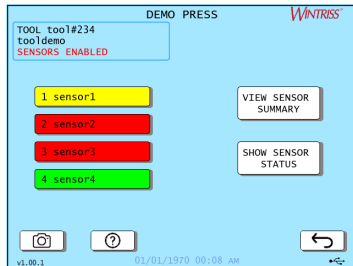 DEMO PRESS
WINTRISS
TOOL tool#234
tooldemo
SENSORS ENABLED
1 sensor1
2 sensor2
3 sensor3
4 sensor4
VIEW SENSOR
SUMMARY
SHOW SENSOR
STATUS
?
01/01/1970 00:08 AM
v1.00.1